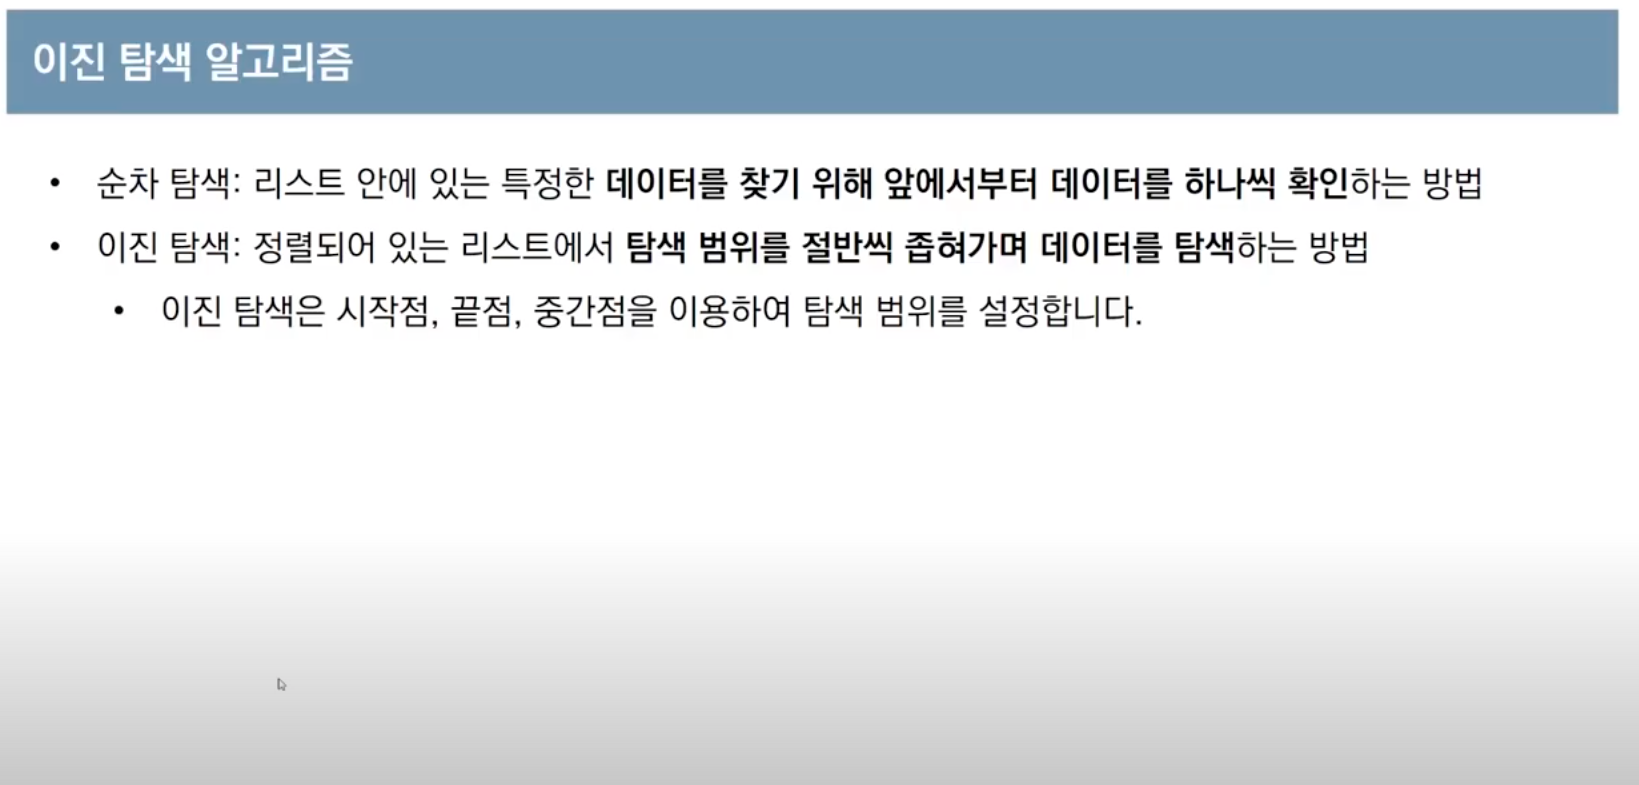 이진 탐색 알고리즘
• 순차 탐색: 리스트 안에 있는 특정한 데이터를 찾기 위해 앞에서부터 데이터를 하나씩 확인하는 방법
• 이진 탐색: 정렬되어 있는 리스트에서 탐색 범위를 절반씩 좁혀가며 데이터를 탐색하는 방법
• 이진 탐색은 시작점, 끝점, 중간점을 이용하여 탐색 범위를 설정합니다.